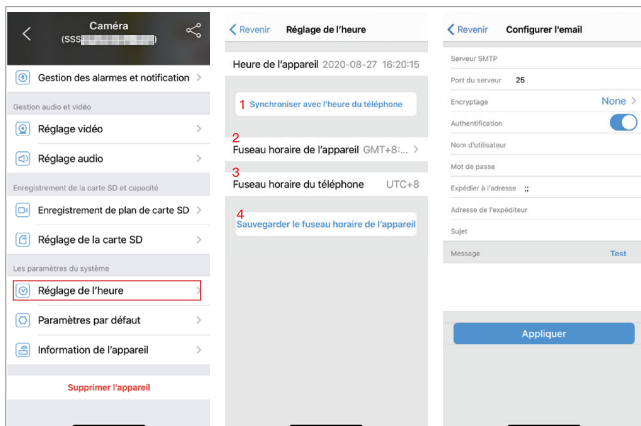 Caméra
(SSS
Gestion des alarmes et notification
Gestion audio et vidéo
Réglage vidéo
Réglage audio
Enregistrement de la carte SD et capacité
Enregistrement de plan de carte SD
Réglage de la carte SD
Les paramètres du système
Réglage de l'heure
Paramètres par défaut
Information de l'appareil
Supprimer l'appareil
Revenir Réglage de l'heure
Heure de l'appareil 2020-08-27 16:20:15
1 Synchroniser avec l'heure du téléphone
2
Fuseau horaire de l'appareil GMT+8:...
3
Fuseau horaire du téléphone UTC+8
4
Sauvegarder le fuseau horaire de l'appareil
Revenir Configurer l'email
Serveur SMTP
Port du serveur 25
Encryptage None
Authentification
Nom d'utilisateur
Mot de passe
Expédier à l'adresse ;;
Adresse de l'expéditeur
Sujet
Message Test
Appliquer